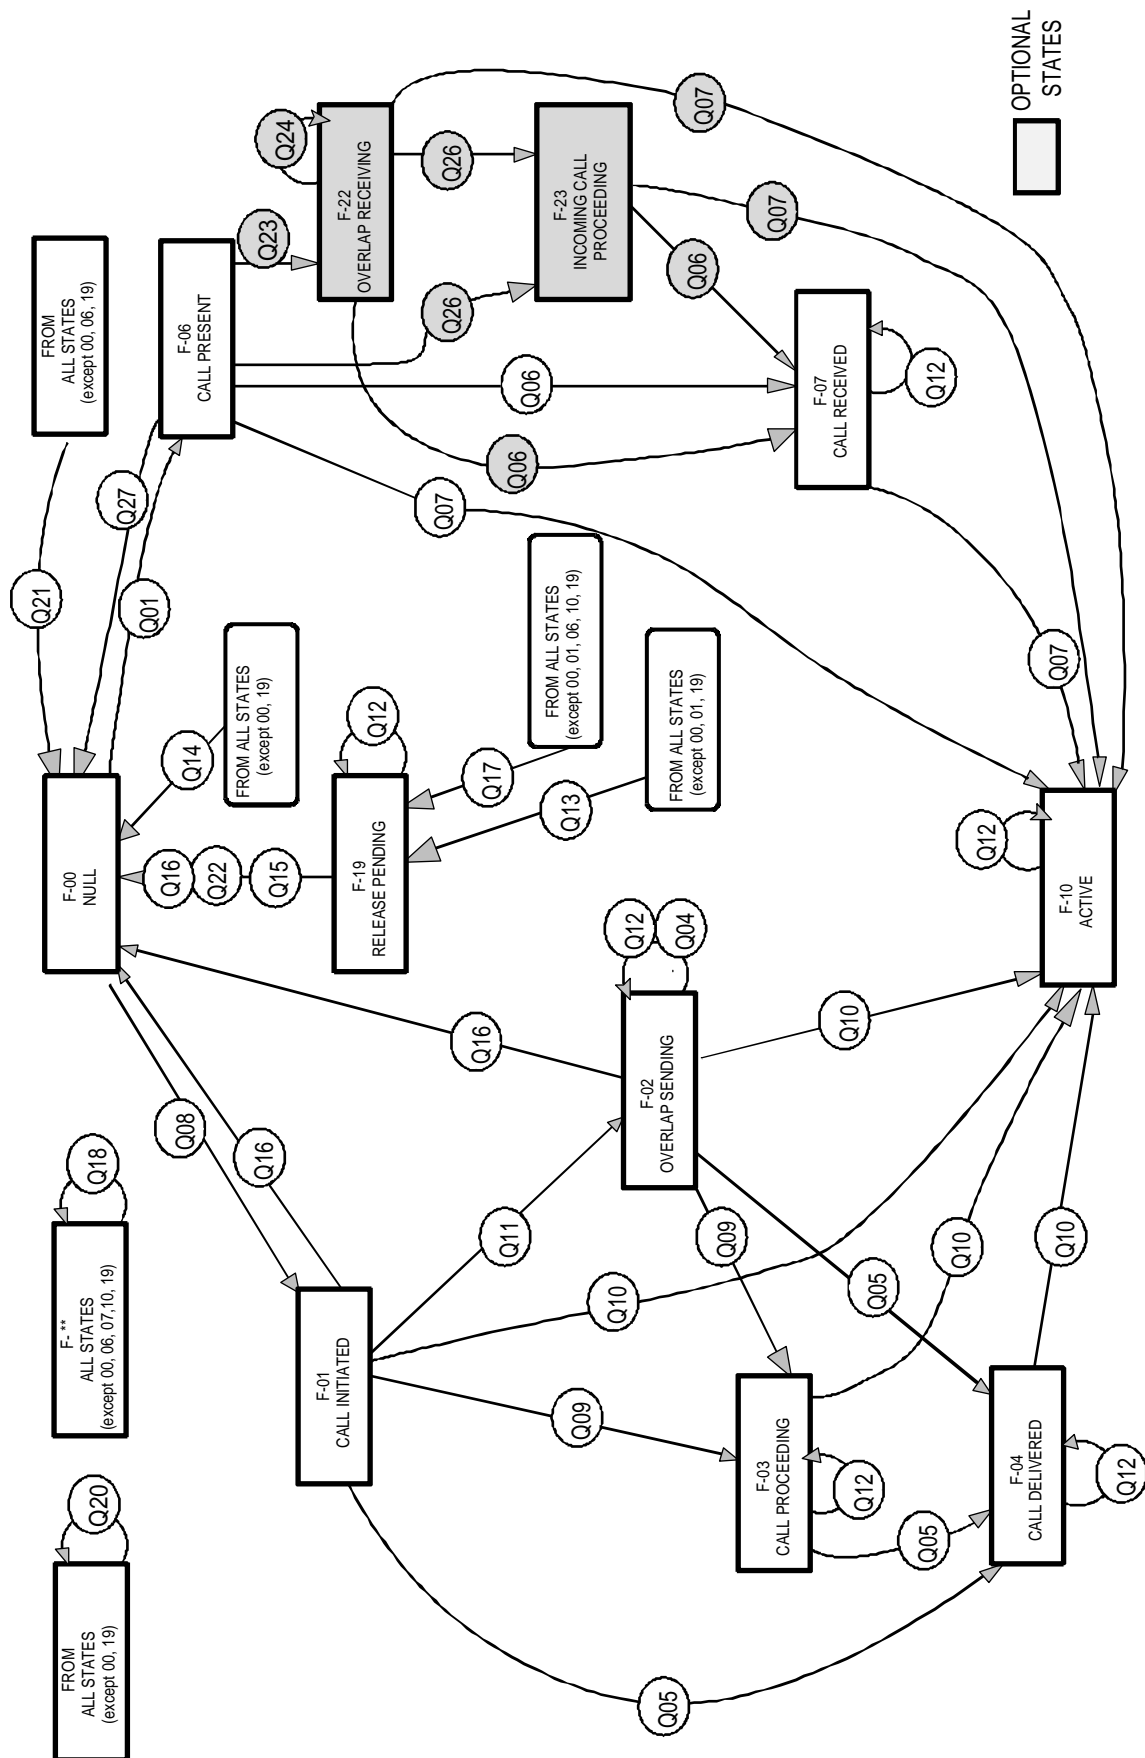 Q21
FROM
ALL STATES
(except 00, 19)
Q20
F- **
ALL STATES
(except 00, 06, 07,10, 19)
Q18
F-00
NULL
FROM
ALL STATES
(except 00, 06, 19)
Q27
Q01
F-06
CALL PRESENT
Q08
Q16
Q16
Q22
Q15
Q14
FROM ALL STATES
(except 00, 19)
Q23
Q24
F-01
CALL INITIATED
F-19
RELEASE PENDING
Q12
F-22
OVERLAP RECEIVING
Q07
Q26
Q26
Q16
Q17
Q11
Q06
Q06
Q13
FROM ALL STATES
(except 00, 01, 06, 10, 19)
F-23
INCOMING CALL
PROCEEDING
Q09
Q10
Q12
Q04
F-02
OVERLAP SENDING
FROM ALL STATES
(except 00, 01, 19)
Q06
Q07
Q05
Q09
Q07
F-03
CALL PROCEEDING
F-07
CALL RECEIVED
Q10
Q12
Q05
Q05
Q12
Q10
Q12
F-04
CALL DELIVERED
Q10
F-10
ACTIVE
Q07
OPTIONAL
STATES
Q12